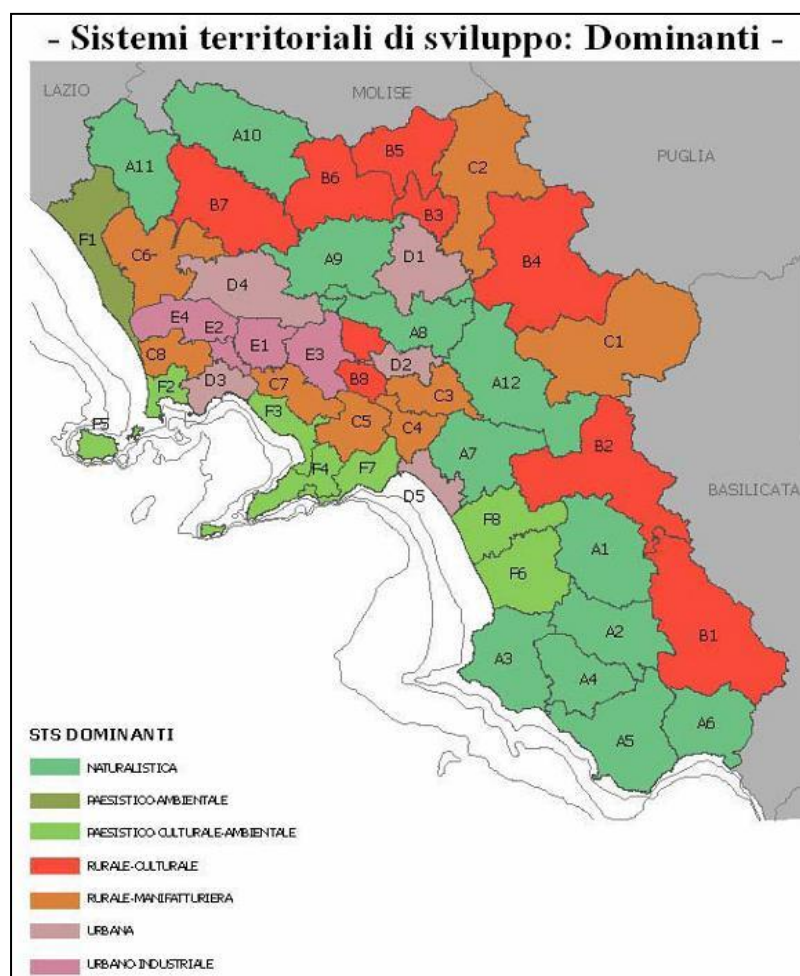 - Sistemi territoriali di sviluppo: Dominanti -
LAZIO
MOLISE
PUGLIA
BASILICATA
A10
A11
B5
C2
B6
B7
B3
F1
C6-
A9
D1
B4
D4
E4
E2
E1
E3
A8
C1
C8
D2
A12
F2
D3
C7
B8
C3
F5
F3
C5
C4
B2
F4
F7
A7
D5
F8
A1
F6
A2
B1
A3
A4
A5
A6
STS DOMINANTI
NATURALISTICA
PAESISTICO-AMBIENTALE
PAESISTICO-CULTURALE-AMBIENTALE
RURALE-CULTURALE
RURALE-MANIFATTURIERA
URBANA
URBANO-INDUSTRIALE